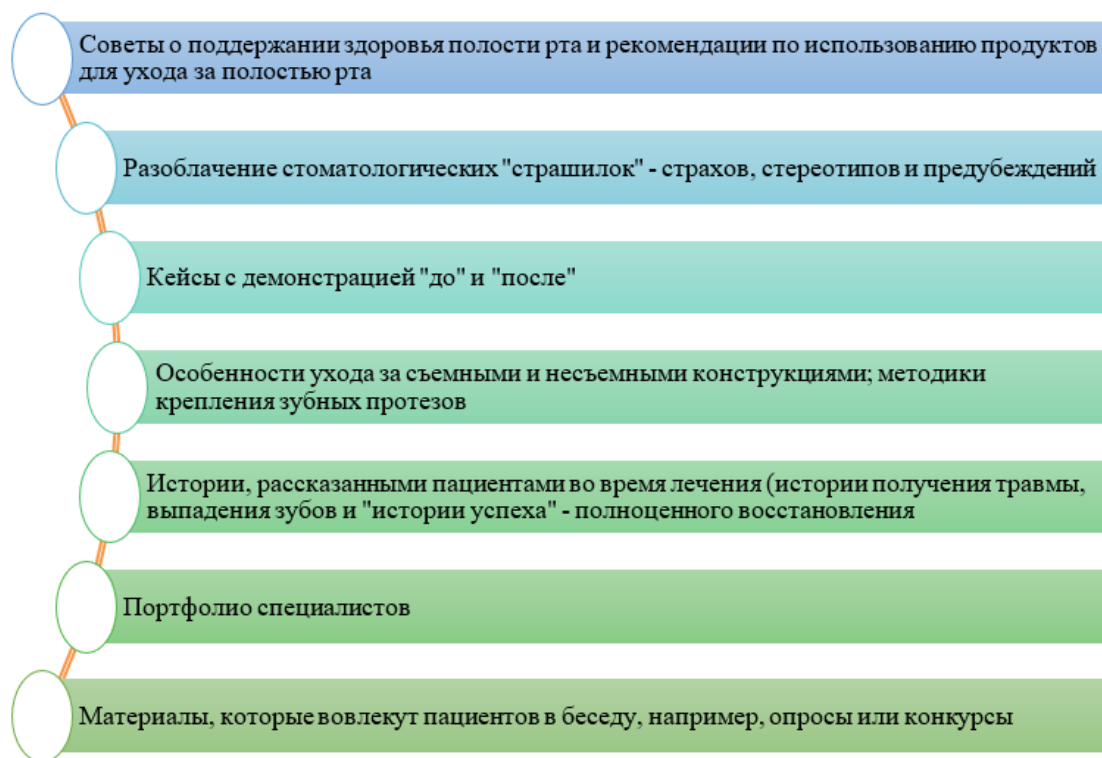 Советы о поддержании здоровья полости рта и рекомендации по использованию продуктов
для ухода за полостью рта
Разоблачение стоматологических "страшилок" - страхов, стереотипов и предубеждений
Кейсы с демонстрацией "до" и "после"
Особенности ухода за съемными и несъемными конструкциями; методики
крепления зубных протезов
Истории, рассказанными пациентами во время лечения (истории получения травмы,
выпадения зубов и "истории успеха" - полноценного восстановления
Портфолио специалистов
Материалы, которые вовлекут пациентов в беседу, например, опросы или конкурсы